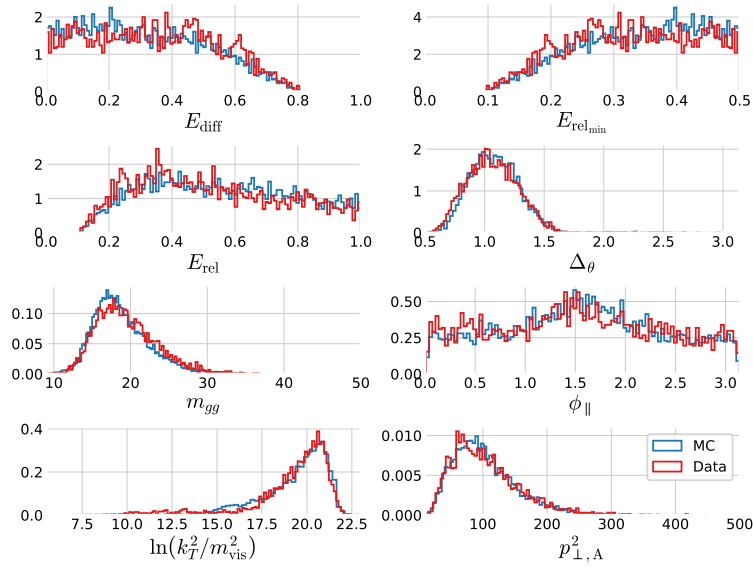 2
1
0
0.0 0.2 0.4 0.6 0.8 1.0
E_diff
4
2
0
0.0 0.1 0.2 0.3 0.4 0.5
E_rel_min
2
1
0
0.0 0.2 0.4 0.6 0.8 1.0
E_rel
2
1
0
0.5 1.0 1.5 2.0 2.5 3.0
Δ_θ
0.10
0.05
0.00
10 20 30 40 50
m_gg
0.50
0.25
0.00
0.0 0.5 1.0 1.5 2.0 2.5 3.0
ϕ_∥
0.4
0.2
0.0
7.5 10.0 12.5 15.0 17.5 20.0 22.5
ln(k_T^2/m_vis^2)
0.010
0.005
0.000
MC
Data
100 200 300 400 500
p_⊥,A^2